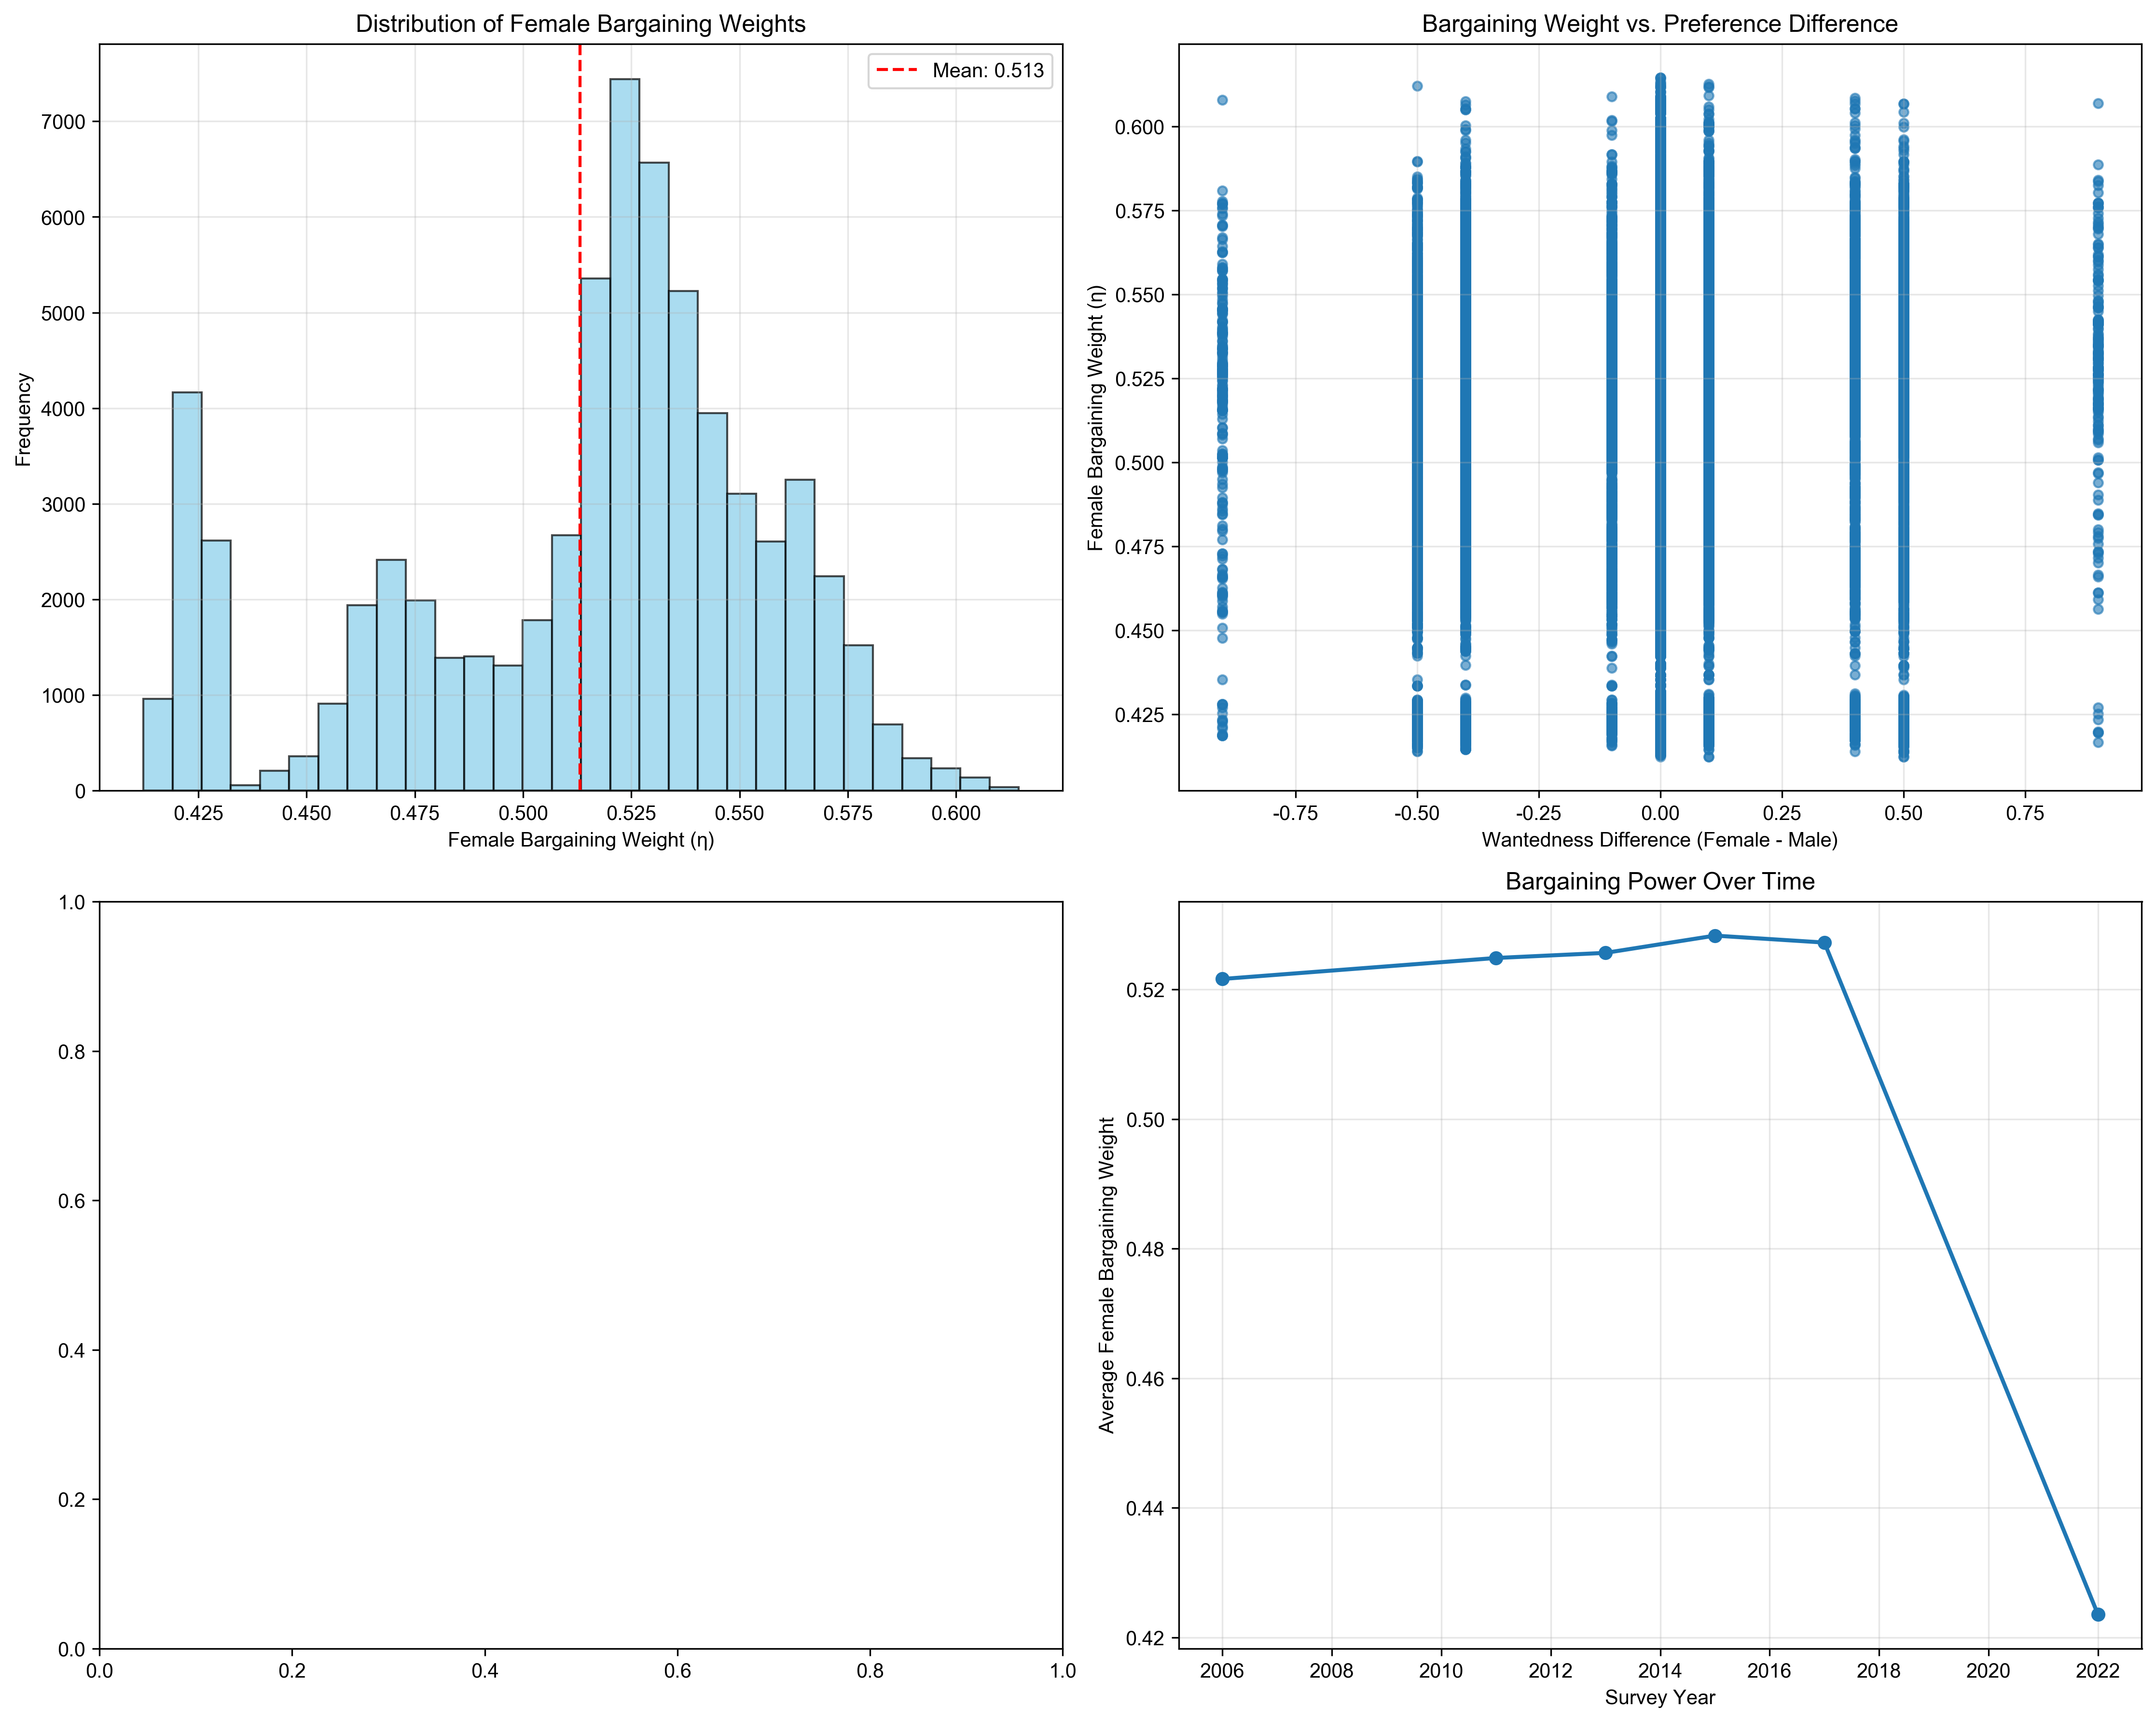 Distribution of Female Bargaining Weights
Mean: 0.513
7000
6000
5000
4000
3000
2000
1000
0
Frequency
0.425 0.450 0.475 0.500 0.525 0.550 0.575 0.600
Female Bargaining Weight (η)
Bargaining Weight vs. Preference Difference
0.600
0.575
0.550
0.525
0.500
0.475
0.450
0.425
Female Bargaining Weight (η)
-0.75 -0.50 -0.25 0.00 0.25 0.50 0.75
Wantedness Difference (Female - Male)
1.0
0.8
0.6
0.4
0.2
0.0
0.0 0.2 0.4 0.6 0.8 1.0
Bargaining Power Over Time
0.52
0.50
0.48
0.46
0.44
0.42
Average Female Bargaining Weight
2006 2008 2010 2012 2014 2016 2018 2020 2022
Survey Year